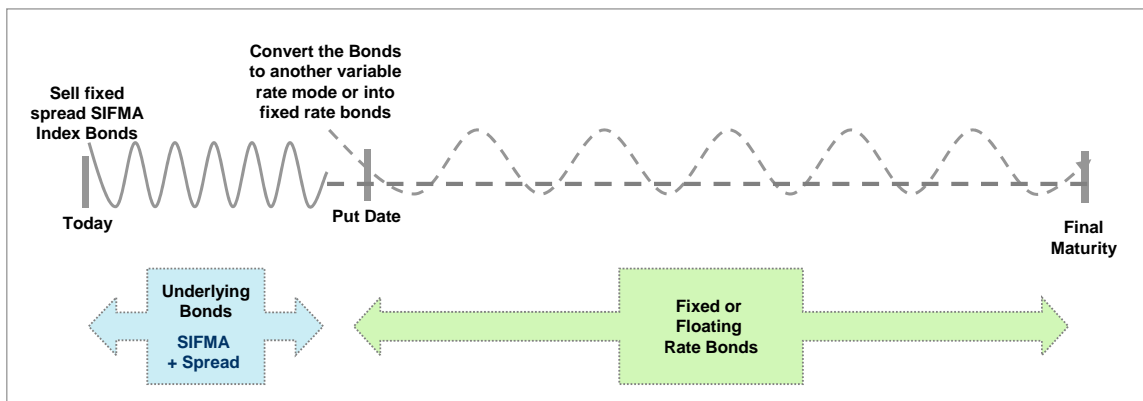 Sell fixed
spread SIFMA
Index Bonds
Convert the Bonds
to another variable
rate mode or into
fixed rate bonds
Today
Put Date
Final
Maturity
Underlying
Bonds
SIFMA
+ Spread
Fixed or
Floating
Rate Bonds